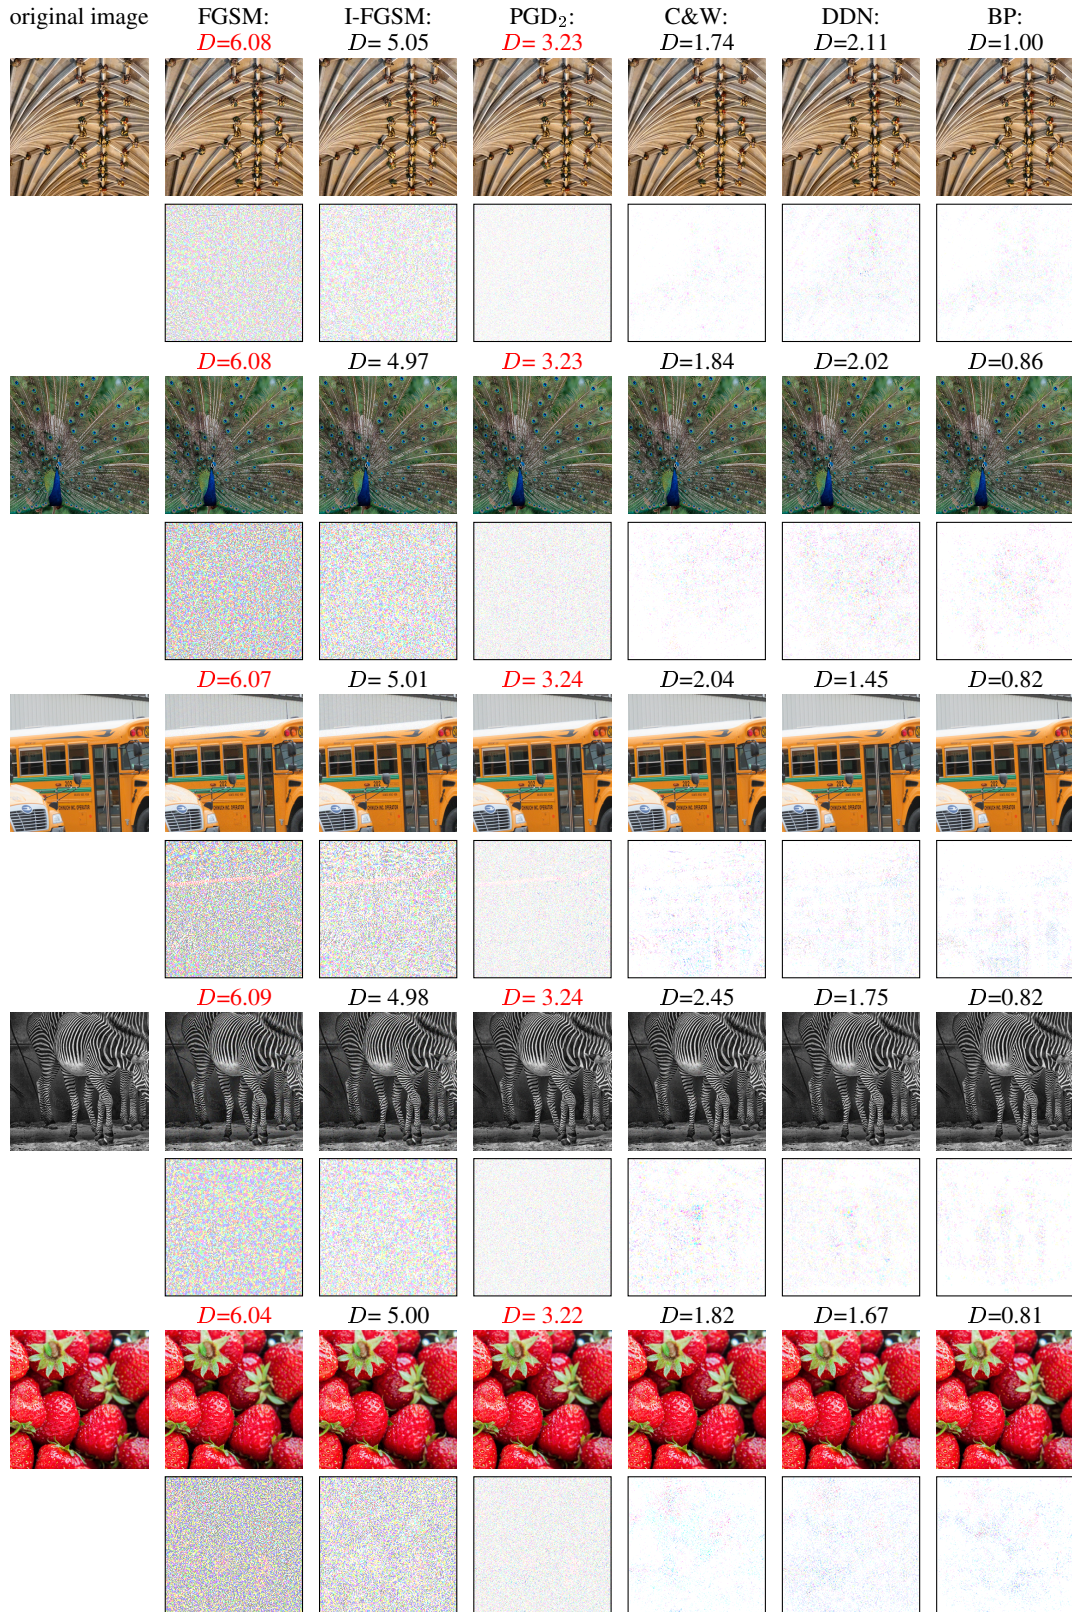 original image FGSM: I-FGSM: PGD₂: C&W: DDN: BP:
D=6.08 D= 5.05 D= 3.23 D=1.74 D=2.11 D=1.00
D=6.08 D= 4.97 D= 3.23 D=1.84 D=2.02 D=0.86
D=6.07 D= 5.01 D= 3.24 D=2.04 D=1.45 D=0.82
D=6.09 D= 4.98 D= 3.24 D=2.45 D=1.75 D=0.82
D=6.04 D= 5.00 D= 3.22 D=1.82 D=1.67 D=0.81